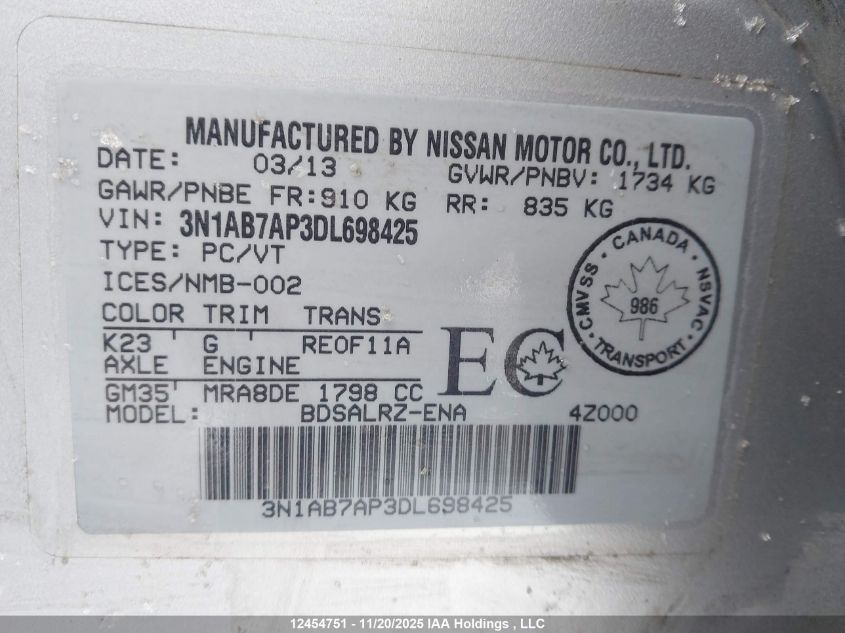 MANUFACTURED BY NISSAN MOTOR CO., LTD.
DATE: 03/13 GVWR/PNBV: 1734 KG
GAWR/PNBE FR:910 KG RR: 835 KG
VIN: 3N1AB7AP3DL698425
TYPE: PC/VT
ICES/NMB-002
COLOR TRIM TRANS
K23 G RE0F11A
AXLE ENGINE
GM35 MRA8DE 1798 CC
MODEL: BDSALRZ-ENA 4Z000
EC
CANADA · NSVAC · TRANSPORT · CMVSS ·
986
3N1AB7AP3DL698425
12454751 - 11/20/2025 IAA Holdings , LLC